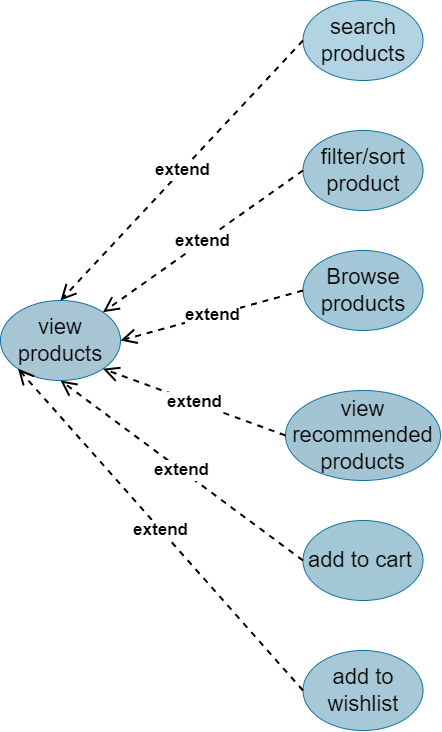 search
products
extend
filter/sort
product
extend
Browse
products
extend
view
products
extend
view
recommended
products
extend
add to cart
extend
add to
wishlist